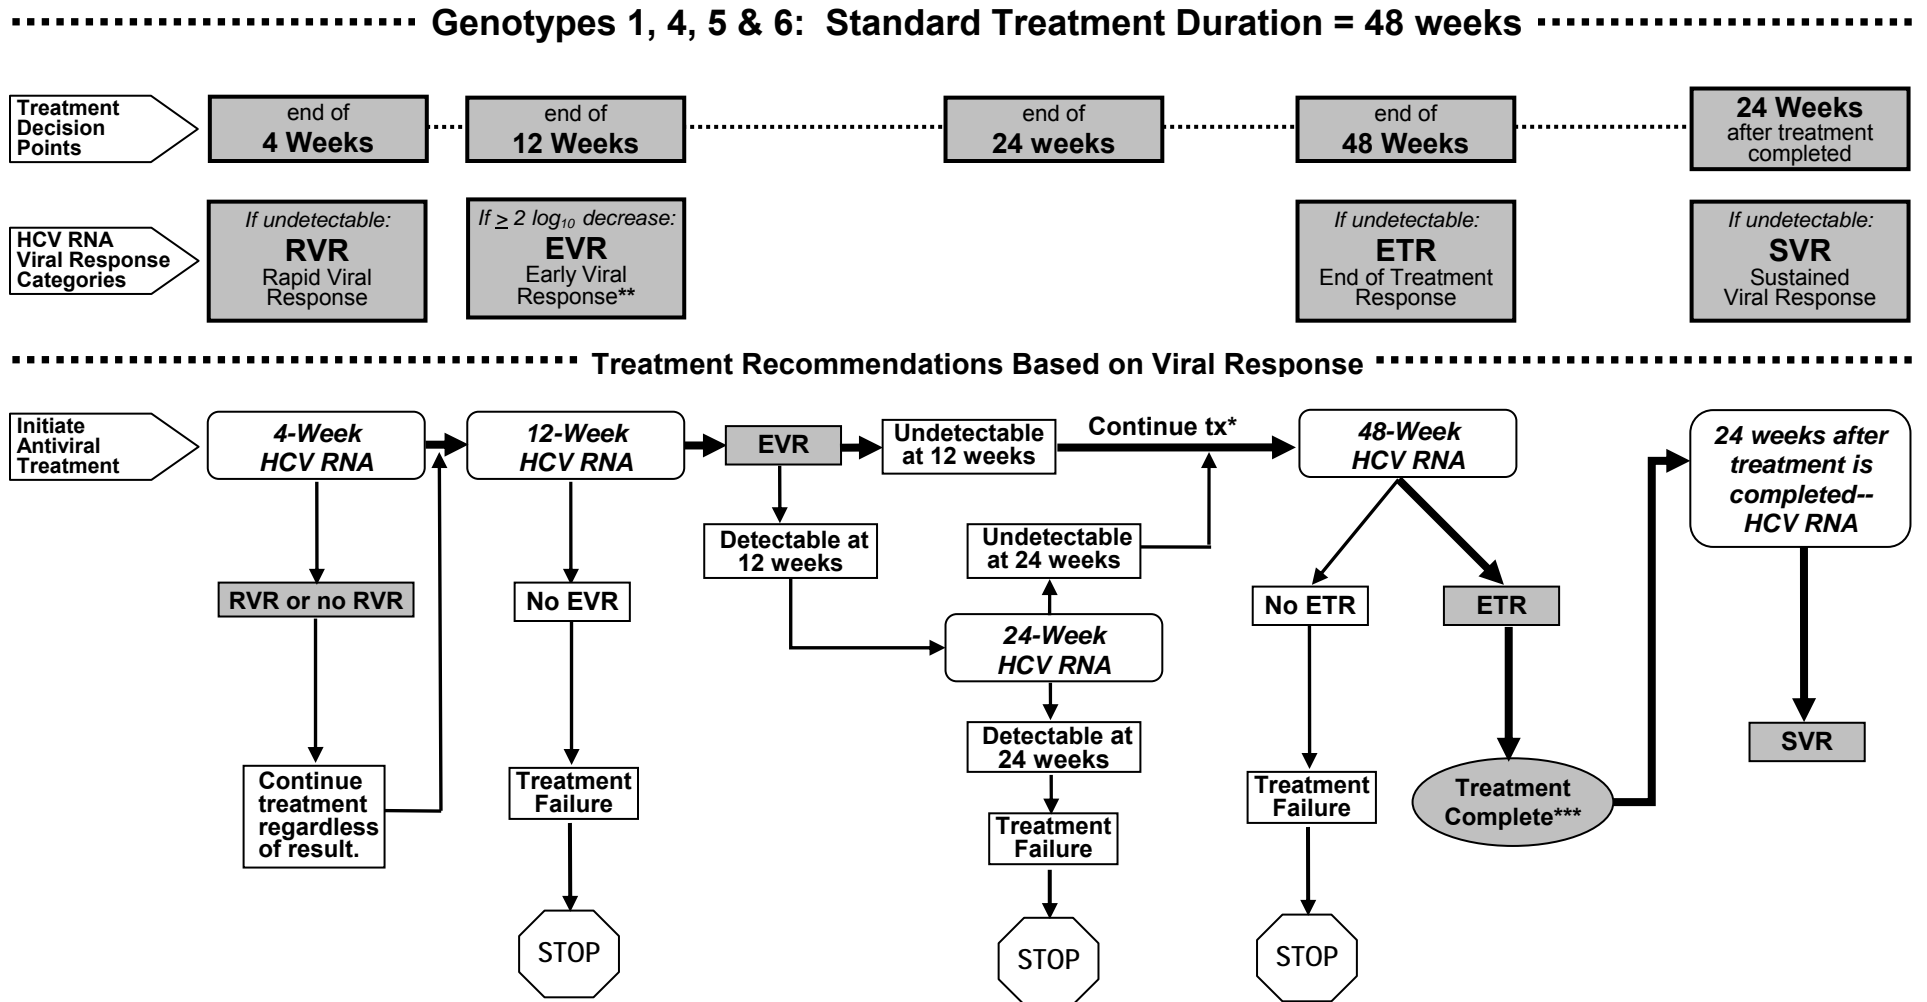 Genotypes 1, 4, 5 & 6: Standard Treatment Duration = 48 weeks
Treatment
Decision
Points
end of
4 Weeks
end of
12 Weeks
end of
24 weeks
end of
48 Weeks
24 Weeks
after treatment
completed
HCV RNA
Viral Response
Categories
If undetectable:
RVR
Rapid Viral
Response
If ≥ 2 log₁₀ decrease:
EVR
Early Viral
Response**
If undetectable:
ETR
End of Treatment
Response
If undetectable:
SVR
Sustained
Viral Response
Treatment Recommendations Based on Viral Response
Initiate
Antiviral
Treatment
4-Week
HCV RNA
12-Week
HCV RNA
EVR
Undetectable
at 12 weeks
Continue tx*
48-Week
HCV RNA
24 weeks after
treatment is
completed--
HCV RNA
Detectable at
12 weeks
Undetectable
at 24 weeks
RVR or no RVR
No EVR
24-Week
HCV RNA
No ETR
ETR
Detectable at
24 weeks
SVR
Continue
treatment
regardless
of result.
Treatment
Failure
Treatment
Failure
Treatment
Failure
Treatment
Complete***
STOP
STOP
STOP